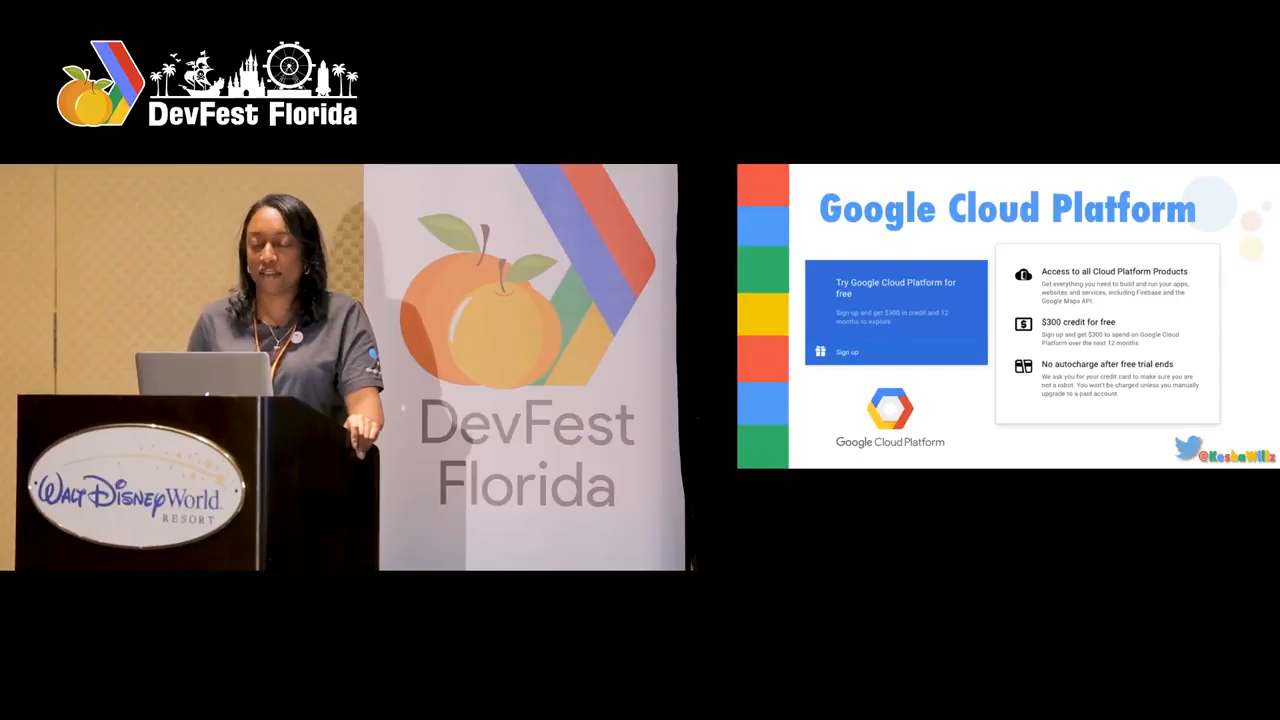 DevFest Florida
DevFest
Florida
WALT DISNEY World
RESORT
Google Cloud Platform
Try Google Cloud Platform for
free
Sign up and get $300 in credit and 12
months to explore
Sign up
Google Cloud Platform
Access to all Cloud Platform Products
Get everything you need to build and run your apps,
websites and services, including Firebase and the
Google Maps API.
$300 credit for free
Sign up and get $300 to spend on Google Cloud
Platform over the next 12 months.
No autocharge after free trial ends
We ask you for your credit card to make sure you are
not a robot. You won't be charged unless you manually
upgrade to a paid account.
@KeshaWillz